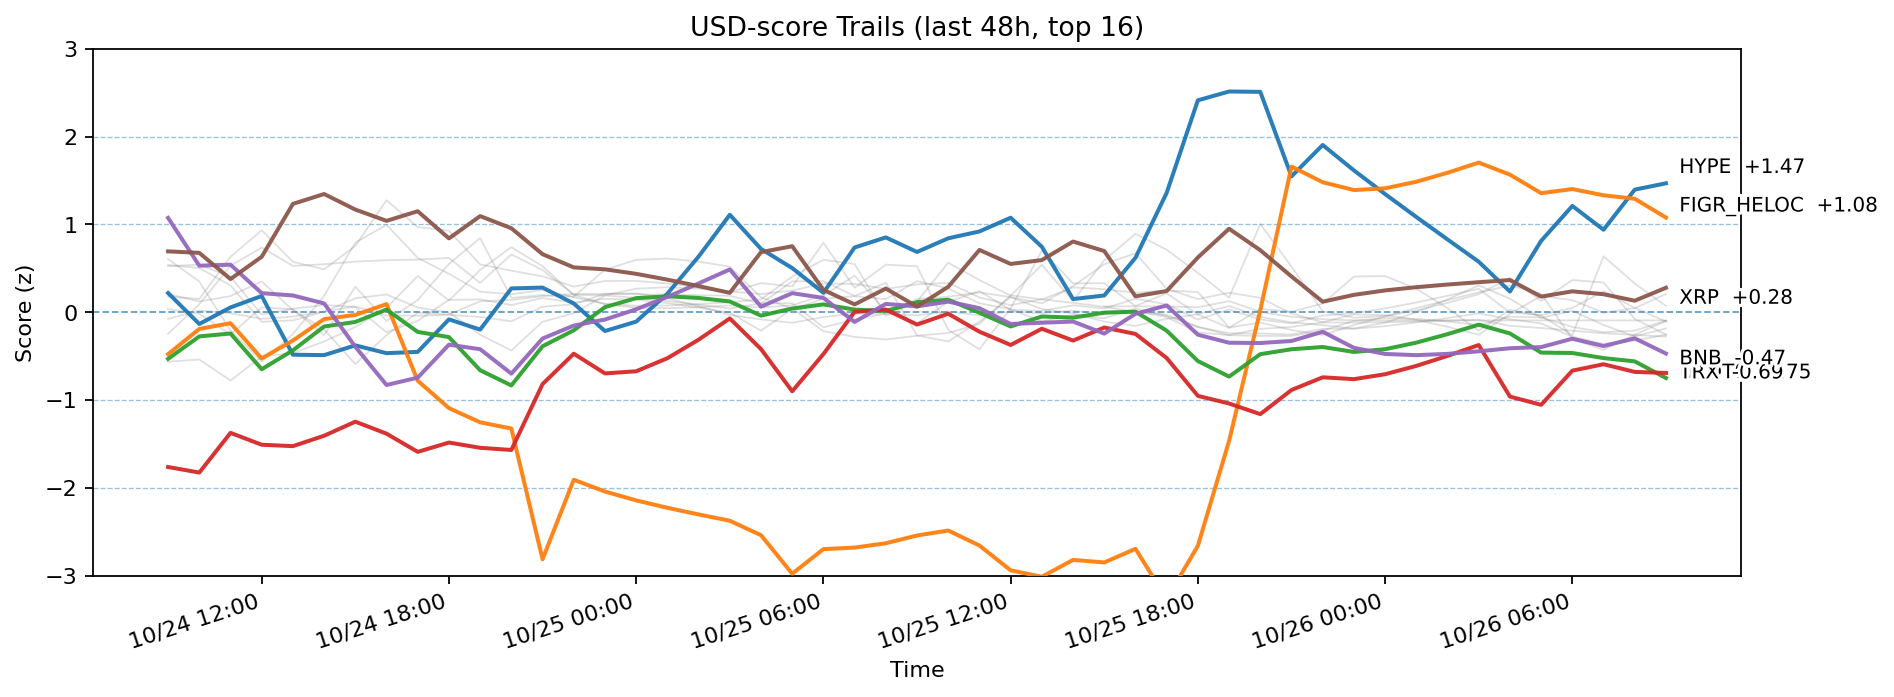 USD-score Trails (last 48h, top 16)
Score (z)
3
2
1
0
−1
−2
−3
HYPE +1.47
FIGR_HELOC +1.08
XRP +0.28
BNB -0.47
10/24 12:00
10/24 18:00
10/25 00:00
10/25 06:00
10/25 12:00
10/25 18:00
10/26 00:00
10/26 06:00
Time